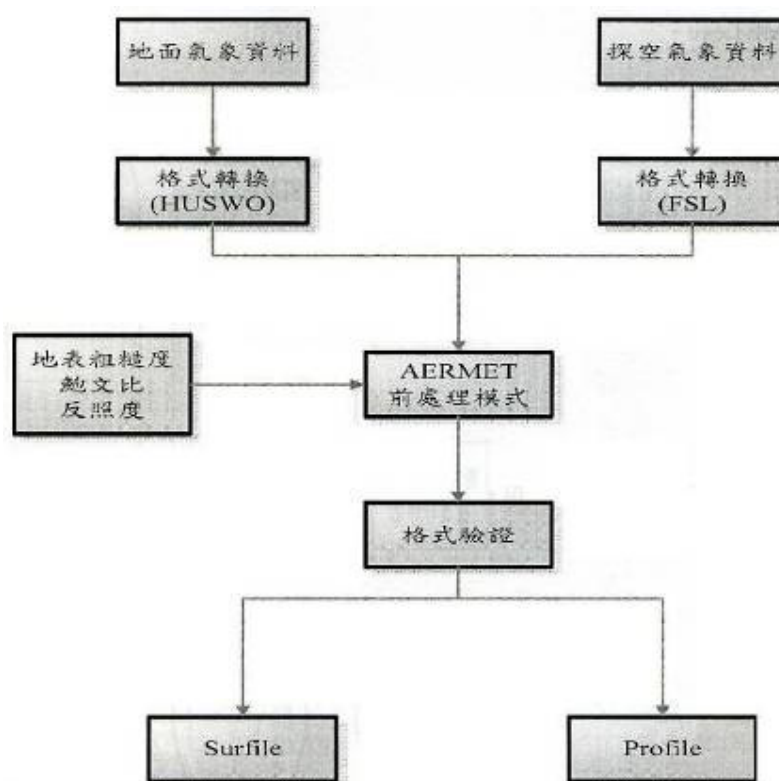 地面氣象資料
探空氣象資料
格式轉換
(HUSWO)
格式轉換
(FSL)
地表粗糙度
鮑文比
反照度
AERMET
前處理模式
格式驗證
Surfile
Profile